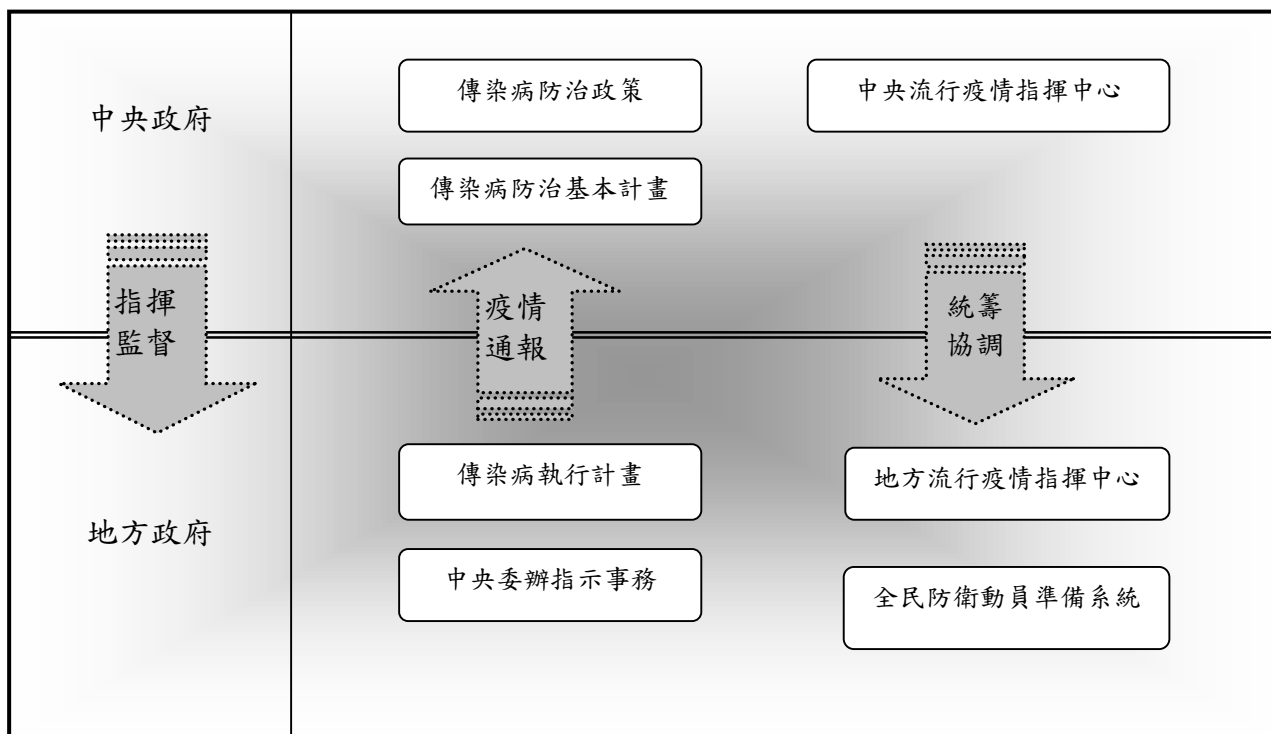 中央政府
傳染病防治政策
中央流行疫情指揮中心
傳染病防治基本計畫
指揮
監督
疫情
通報
統籌
協調
地方政府
傳染病執行計畫
地方流行疫情指揮中心
中央委辦指示事務
全民防衛動員準備系統